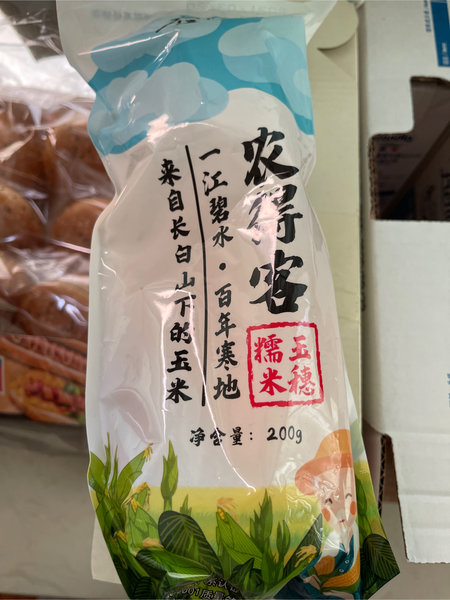 农得客
一江碧水·百年寒地
来自长白山下的玉米
玉穗
糯米
净含量：200g